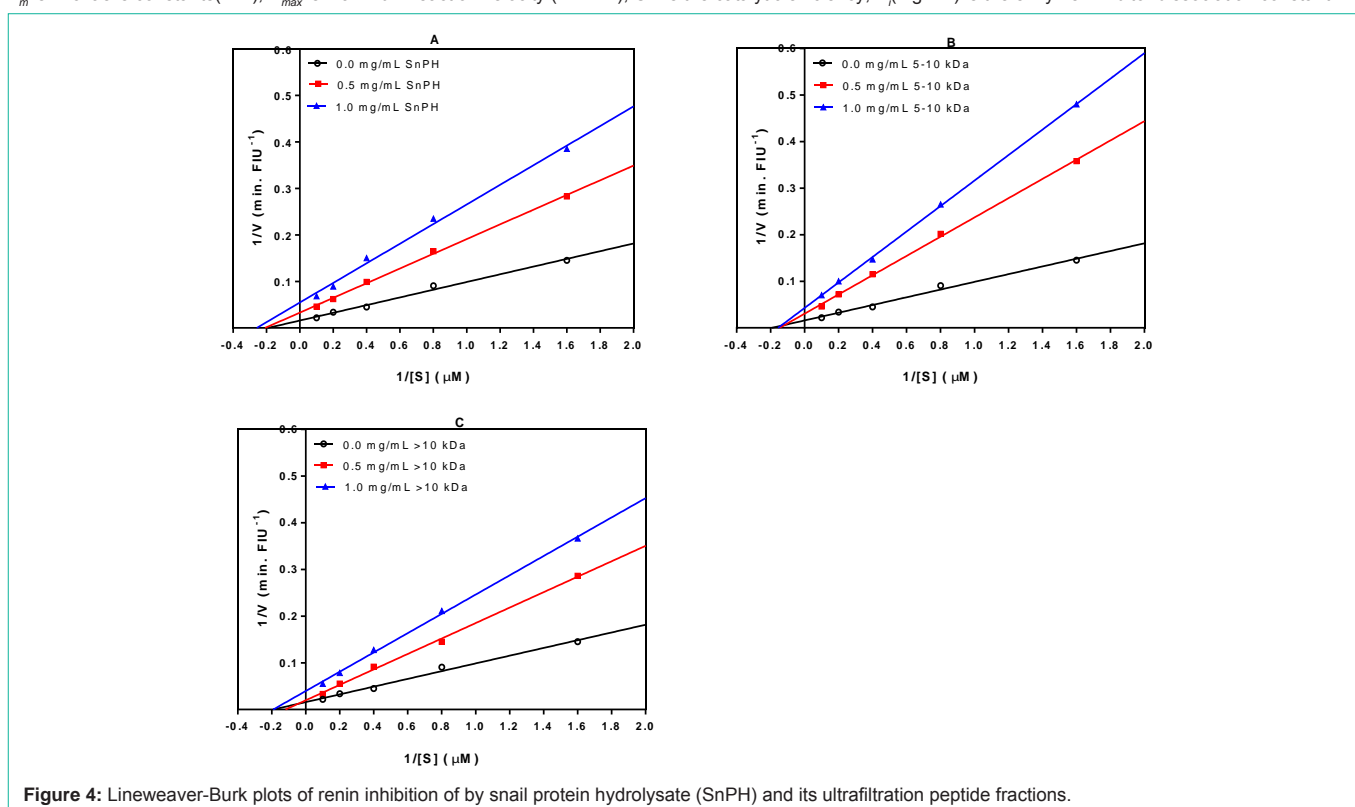 A
0.0 mg/mL SnPH
0.5 mg/mL SnPH
1.0 mg/mL SnPH
1/V (min. FIU⁻¹)
0.6
0.5
0.4
0.3
0.2
0.1
-0.4 -0.2 0.0 0.2 0.4 0.6 0.8 1.0 1.2 1.4 1.6 1.8 2.0
1/[S] (µM)
B
0.0 mg/mL 5-10 kDa
0.5 mg/mL 5-10 kDa
1.0 mg/mL 5-10 kDa
1/V (min. FIU⁻¹)
0.6
0.5
0.4
0.3
0.2
0.1
-0.4 -0.2 0.0 0.2 0.4 0.6 0.8 1.0 1.2 1.4 1.6 1.8 2.0
1/[S] (µM)
C
0.0 mg/mL >10 kDa
0.5 mg/mL >10 kDa
1.0 mg/mL >10 kDa
1/V (min. FIU⁻¹)
0.6
0.5
0.4
0.3
0.2
0.1
-0.4 -0.2 0.0 0.2 0.4 0.6 0.8 1.0 1.2 1.4 1.6 1.8 2.0
1/[S] (µM)
Figure 4: Lineweaver-Burk plots of renin inhibition of by snail protein hydrolysate (SnPH) and its ultrafiltration peptide fractions.